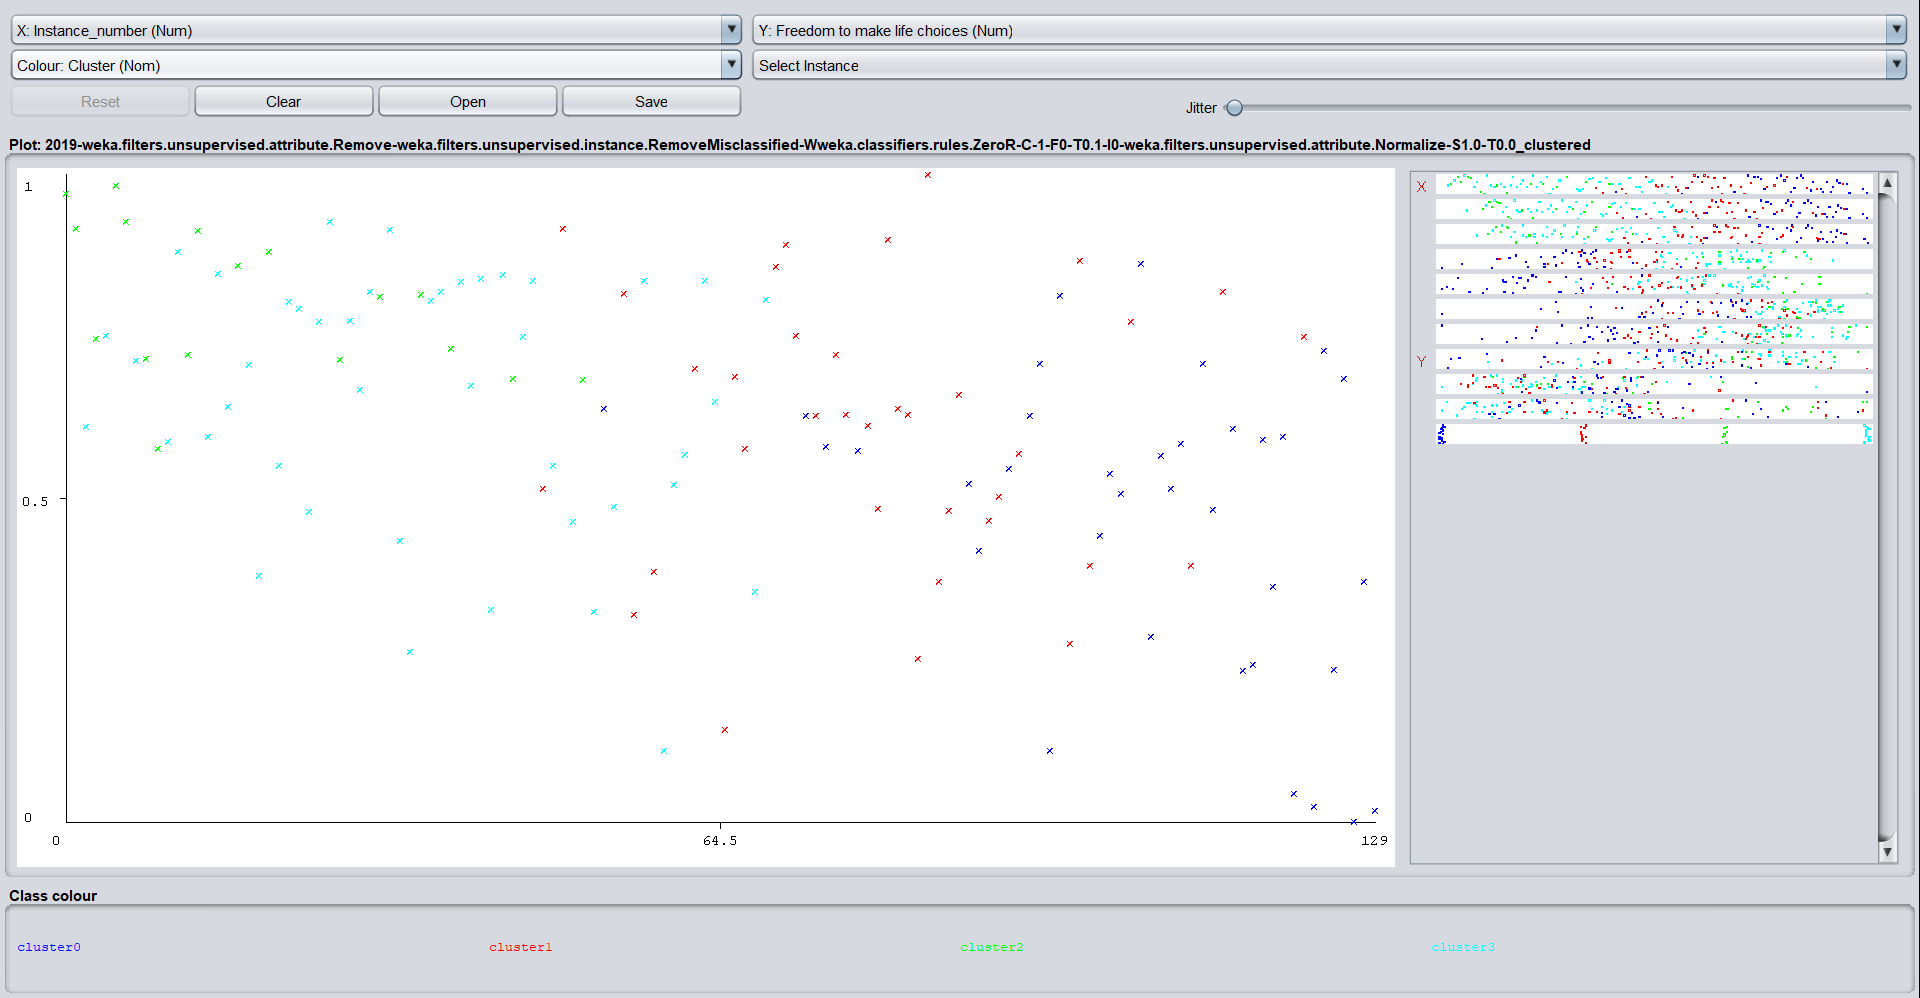 X: Instance_number (Num)
Y: Freedom to make life choices (Num)
Colour: Cluster (Nom)
Select Instance
Reset
Clear
Open
Save
Jitter
Plot: 2019-weka.filters.unsupervised.attribute.Remove-weka.filters.unsupervised.instance.RemoveMisclassified-Wweka.classifiers.rules.ZeroR-C-1-F0-T0.1-I0-weka.filters.unsupervised.attribute.Normalize-S1.0-T0.0_clustered
1
0.5
0
0
64.5
129
X
Y
Class colour
cluster0
cluster1
cluster2
cluster3